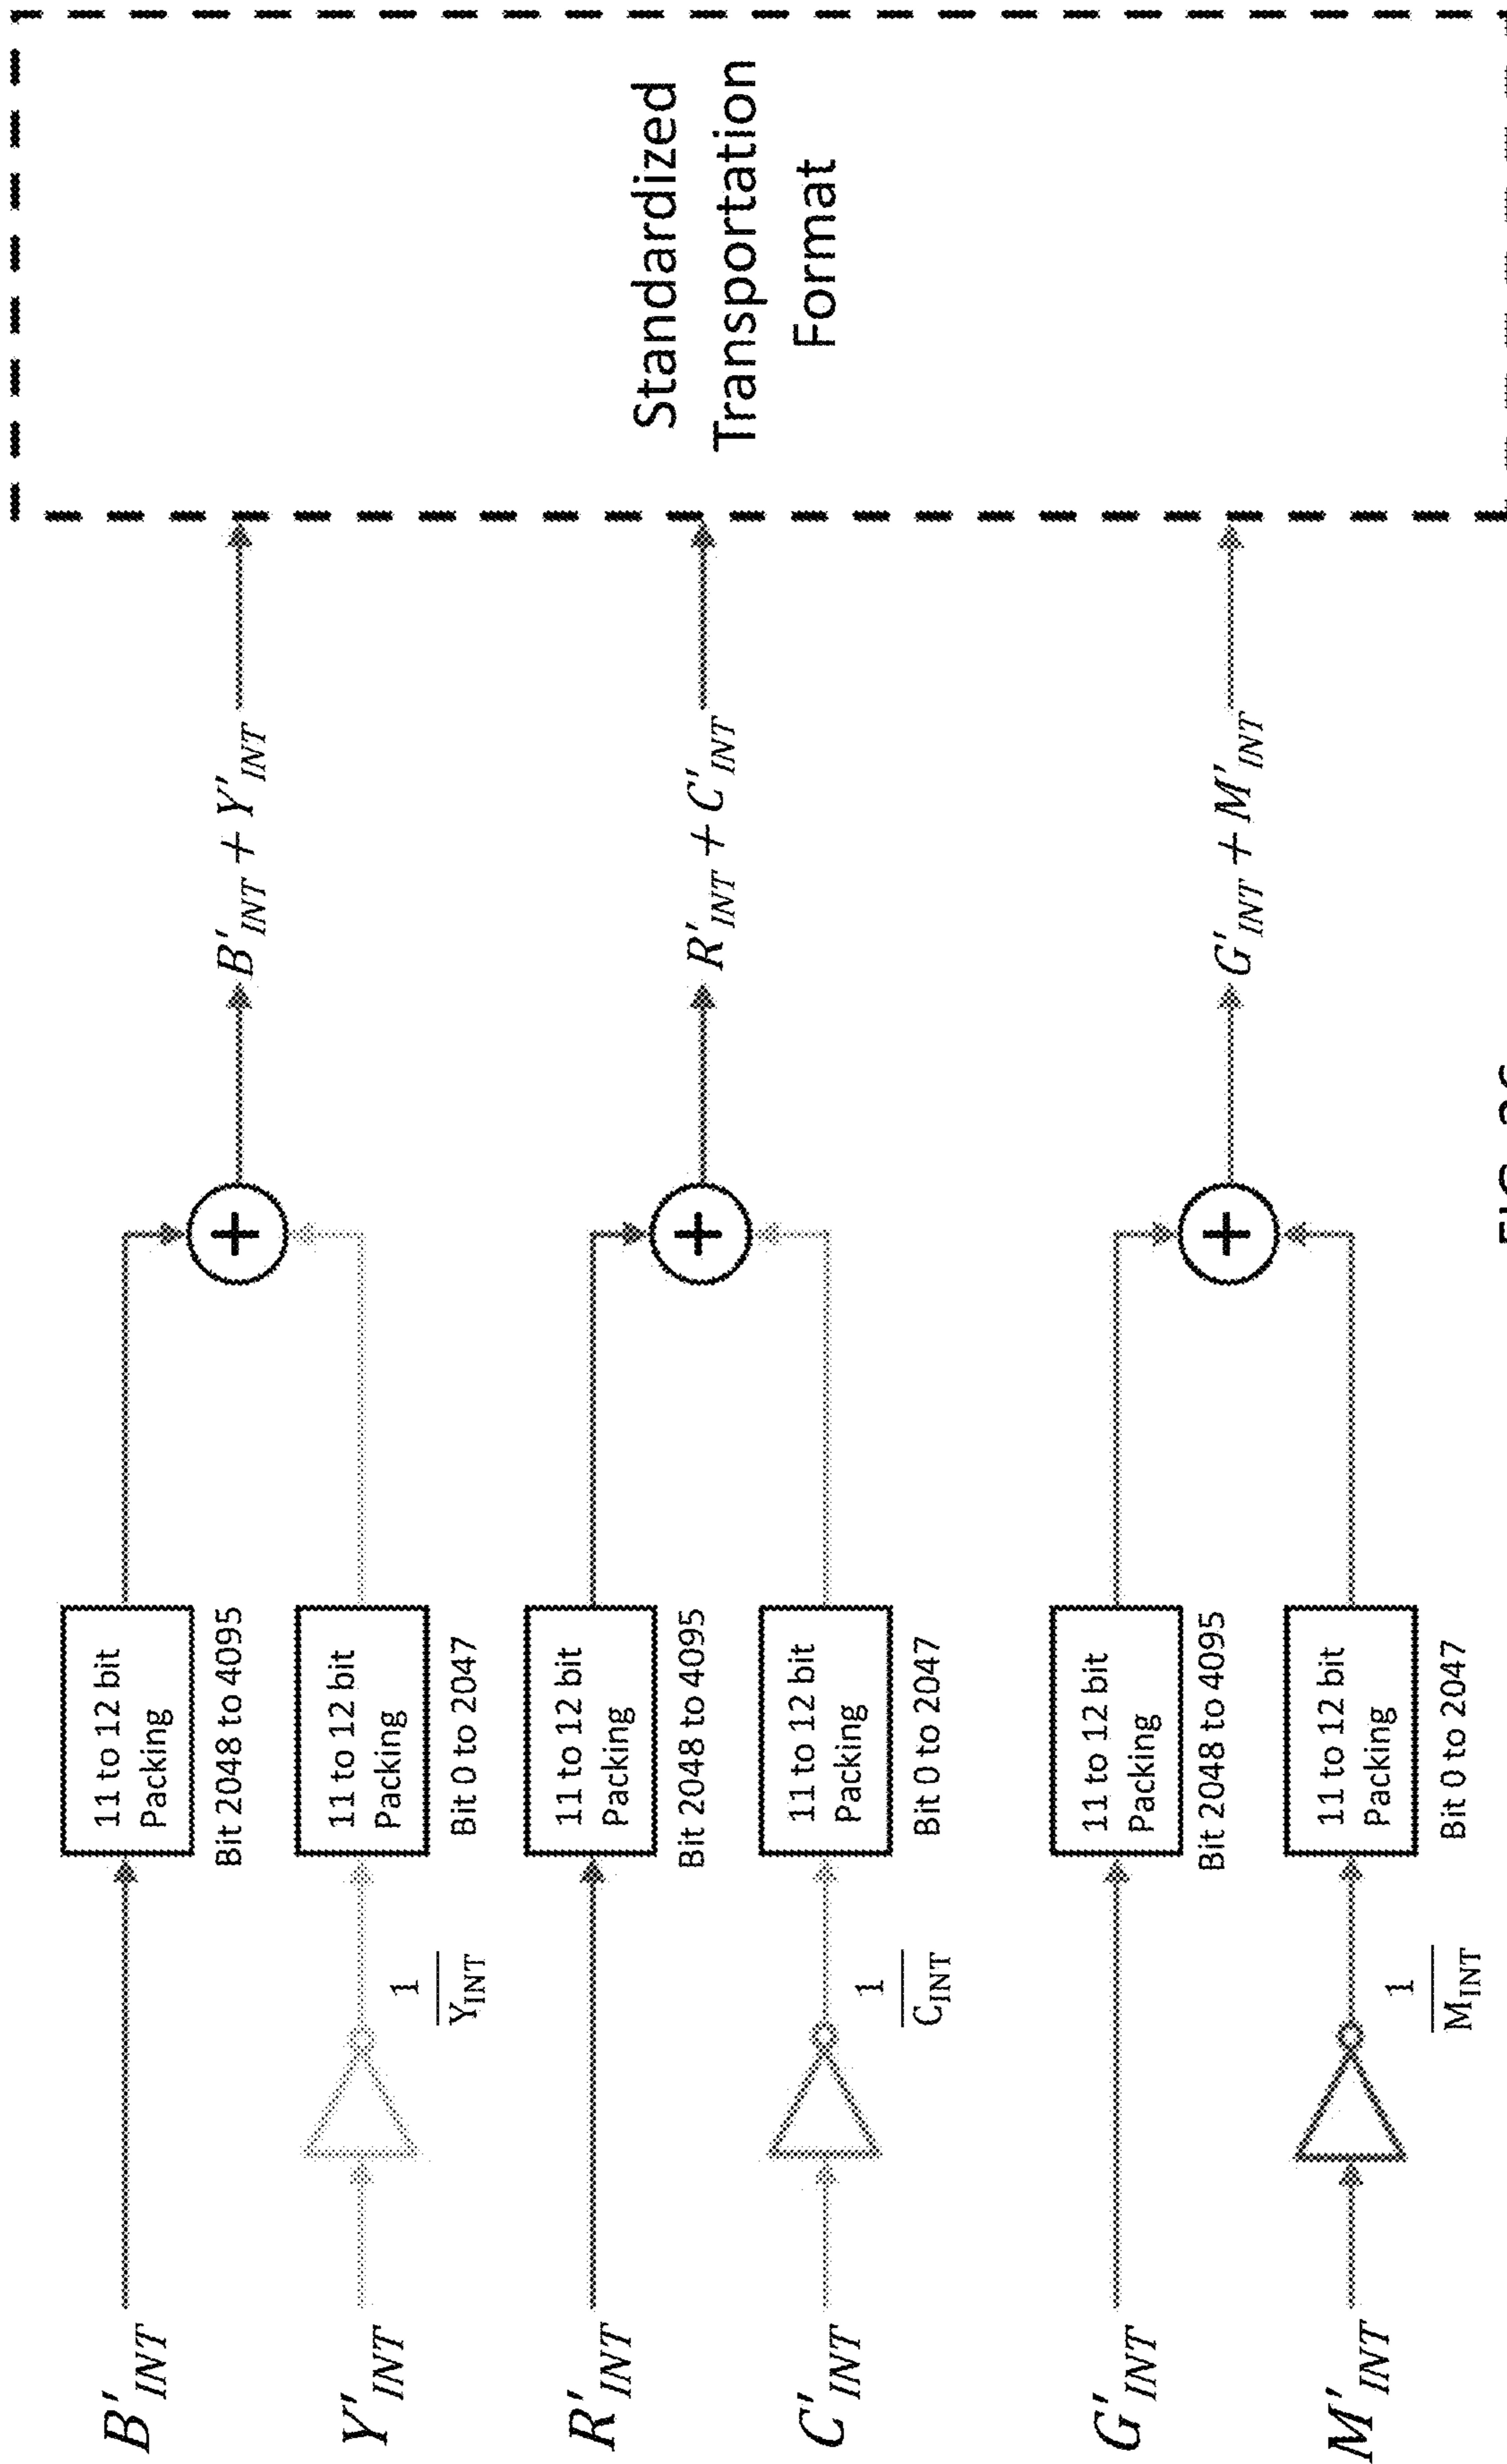 B'INT
11 to 12 bit
Packing
Bit 2048 to 4095
B'INT + Y'INT
Y'INT
1
YINT
11 to 12 bit
Packing
Bit 0 to 2047
R'INT
11 to 12 bit
Packing
Bit 2048 to 4095
R'INT + C'INT
C'INT
1
CINT
11 to 12 bit
Packing
Bit 0 to 2047
G'INT
11 to 12 bit
Packing
Bit 2048 to 4095
G'INT + M'INT
M'INT
1
MINT
11 to 12 bit
Packing
Bit 0 to 2047
Standardized
Transportation
Format